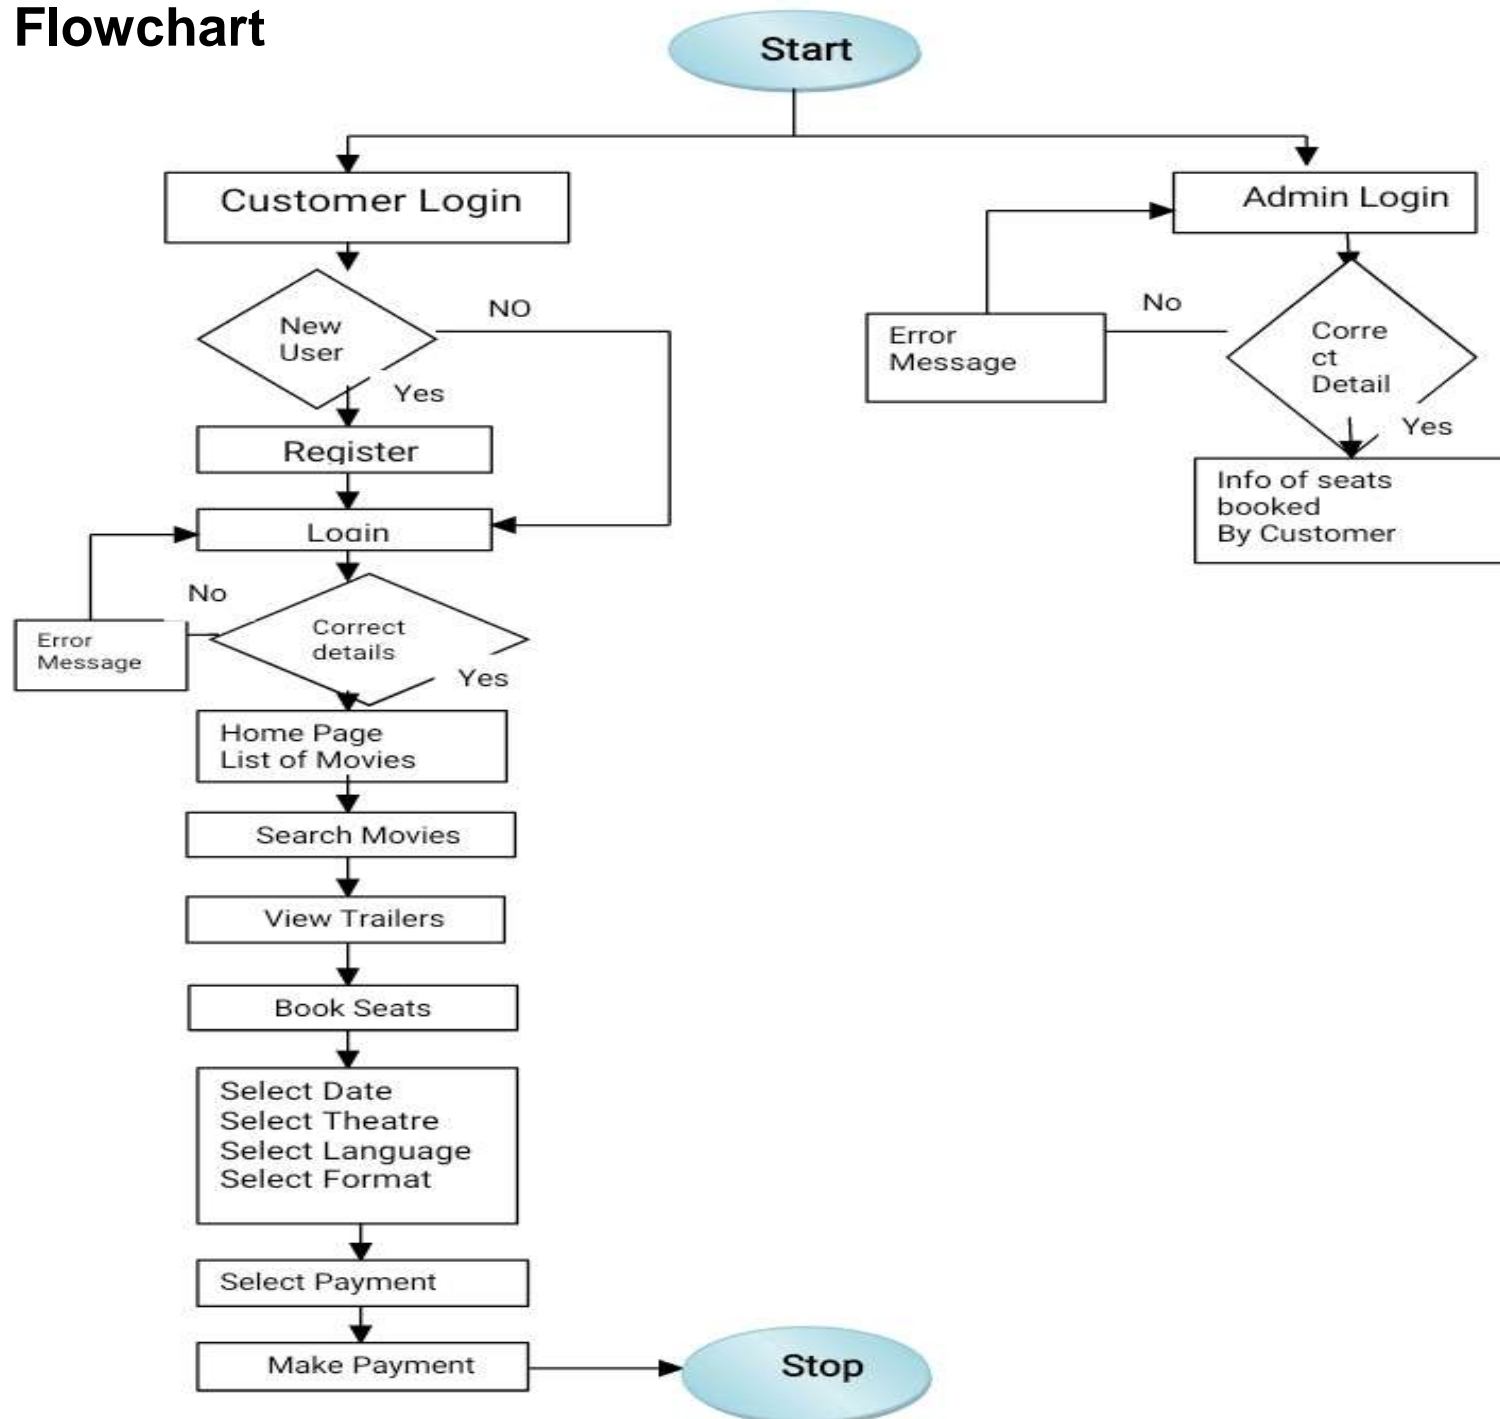 Flowchart
Start
Customer Login
Admin Login
New
User
NO
Yes
Register
Login
No
Error
Message
Correct
details
Yes
Home Page
List of Movies
Search Movies
View Trailers
Book Seats
Select Date
Select Theatre
Select Language
Select Format
Select Payment
Make Payment
Stop
No
Error
Message
Corre
ct
Detail
Yes
Info of seats
booked
By Customer